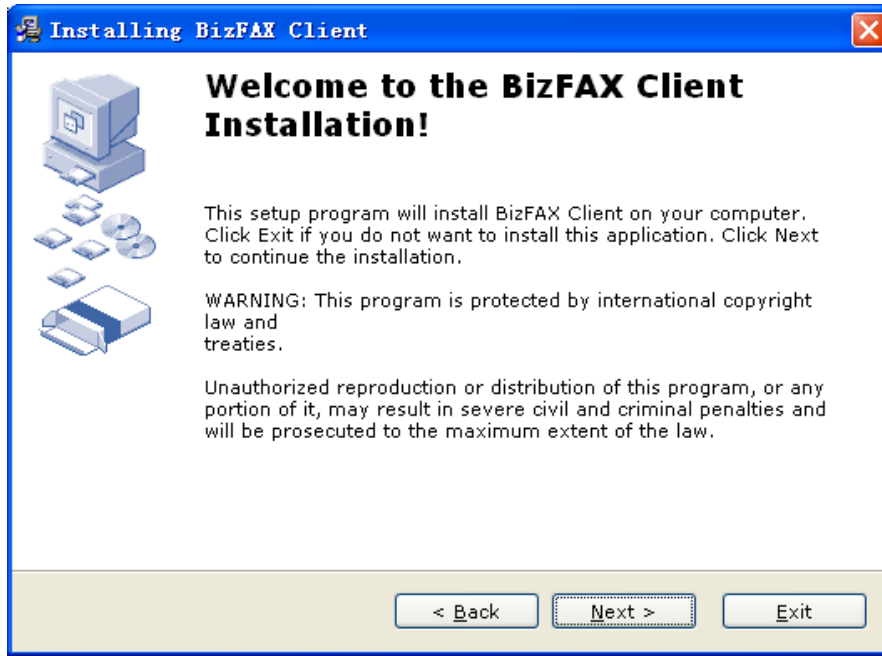 Installing BizFAX Client
Welcome to the BizFAX Client
Installation!
This setup program will install BizFAX Client on your computer.
Click Exit if you do not want to install this application. Click Next
to continue the installation.
WARNING: This program is protected by international copyright
law and
treaties.
Unauthorized reproduction or distribution of this program, or any
portion of it, may result in severe civil and criminal penalties and
will be prosecuted to the maximum extent of the law.
< Back Next > Exit